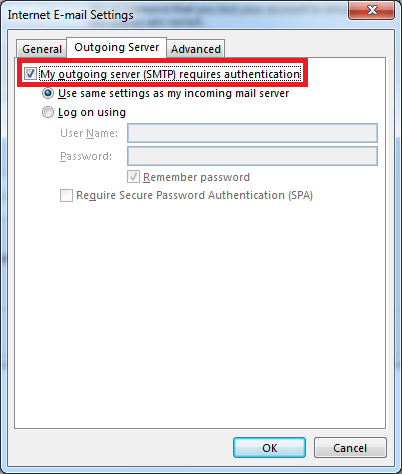 Internet E-mail Settings
General Outgoing Server Advanced
My outgoing server (SMTP) requires authentication
Use same settings as my incoming mail server
Log on using
User Name:
Password:
Remember password
Require Secure Password Authentication (SPA)
OK Cancel